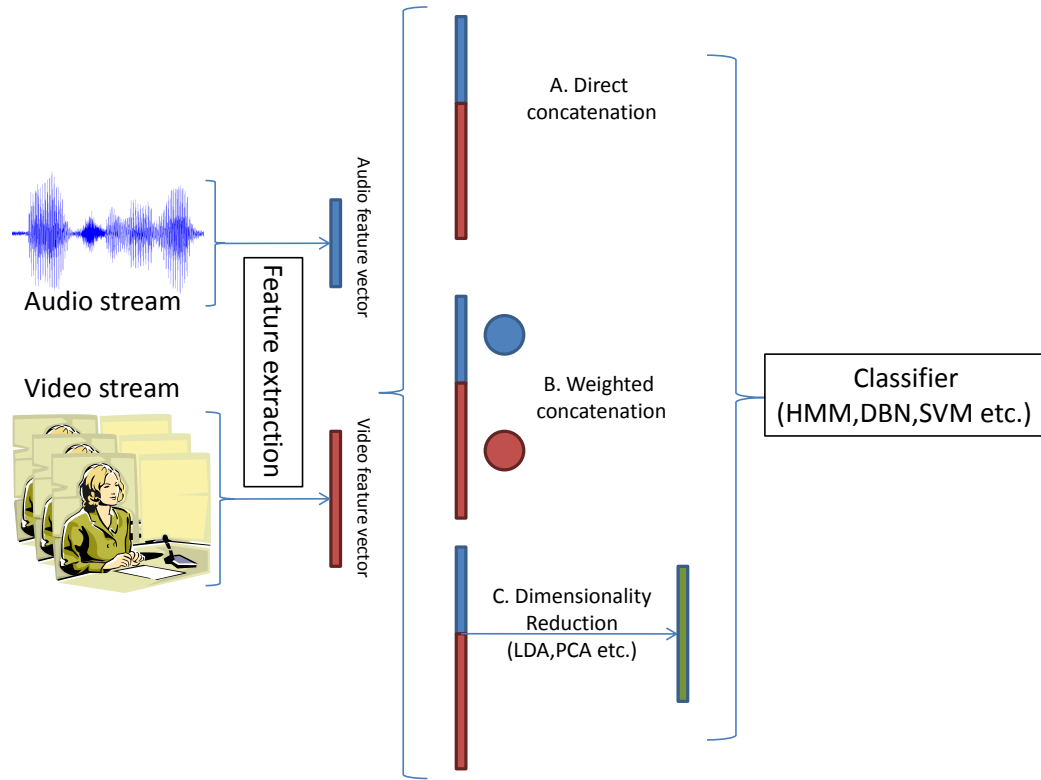 Audio stream
Video stream
Feature extraction
Audio feature vector
Video feature vector
A. Direct
concatenation
B. Weighted
concatenation
C. Dimensionality
Reduction
(LDA,PCA etc.)
Classifier
(HMM,DBN,SVM etc.)